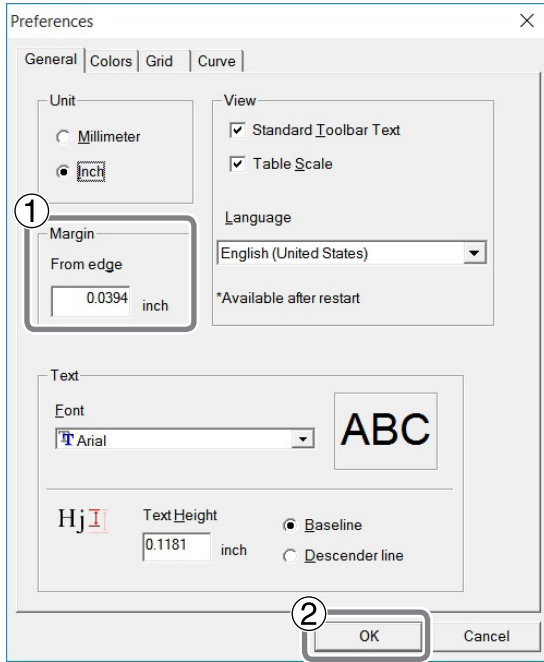 Preferences
General Colors Grid Curve
Unit
Millimeter
Inch
View
Standard Toolbar Text
Table Scale
Language
English (United States)
*Available after restart
1
Margin
From edge
0.0394 inch
Text
Font
Arial
ABC
Hj
Text Height
0.1181 inch
Baseline
Descender line
2
OK Cancel